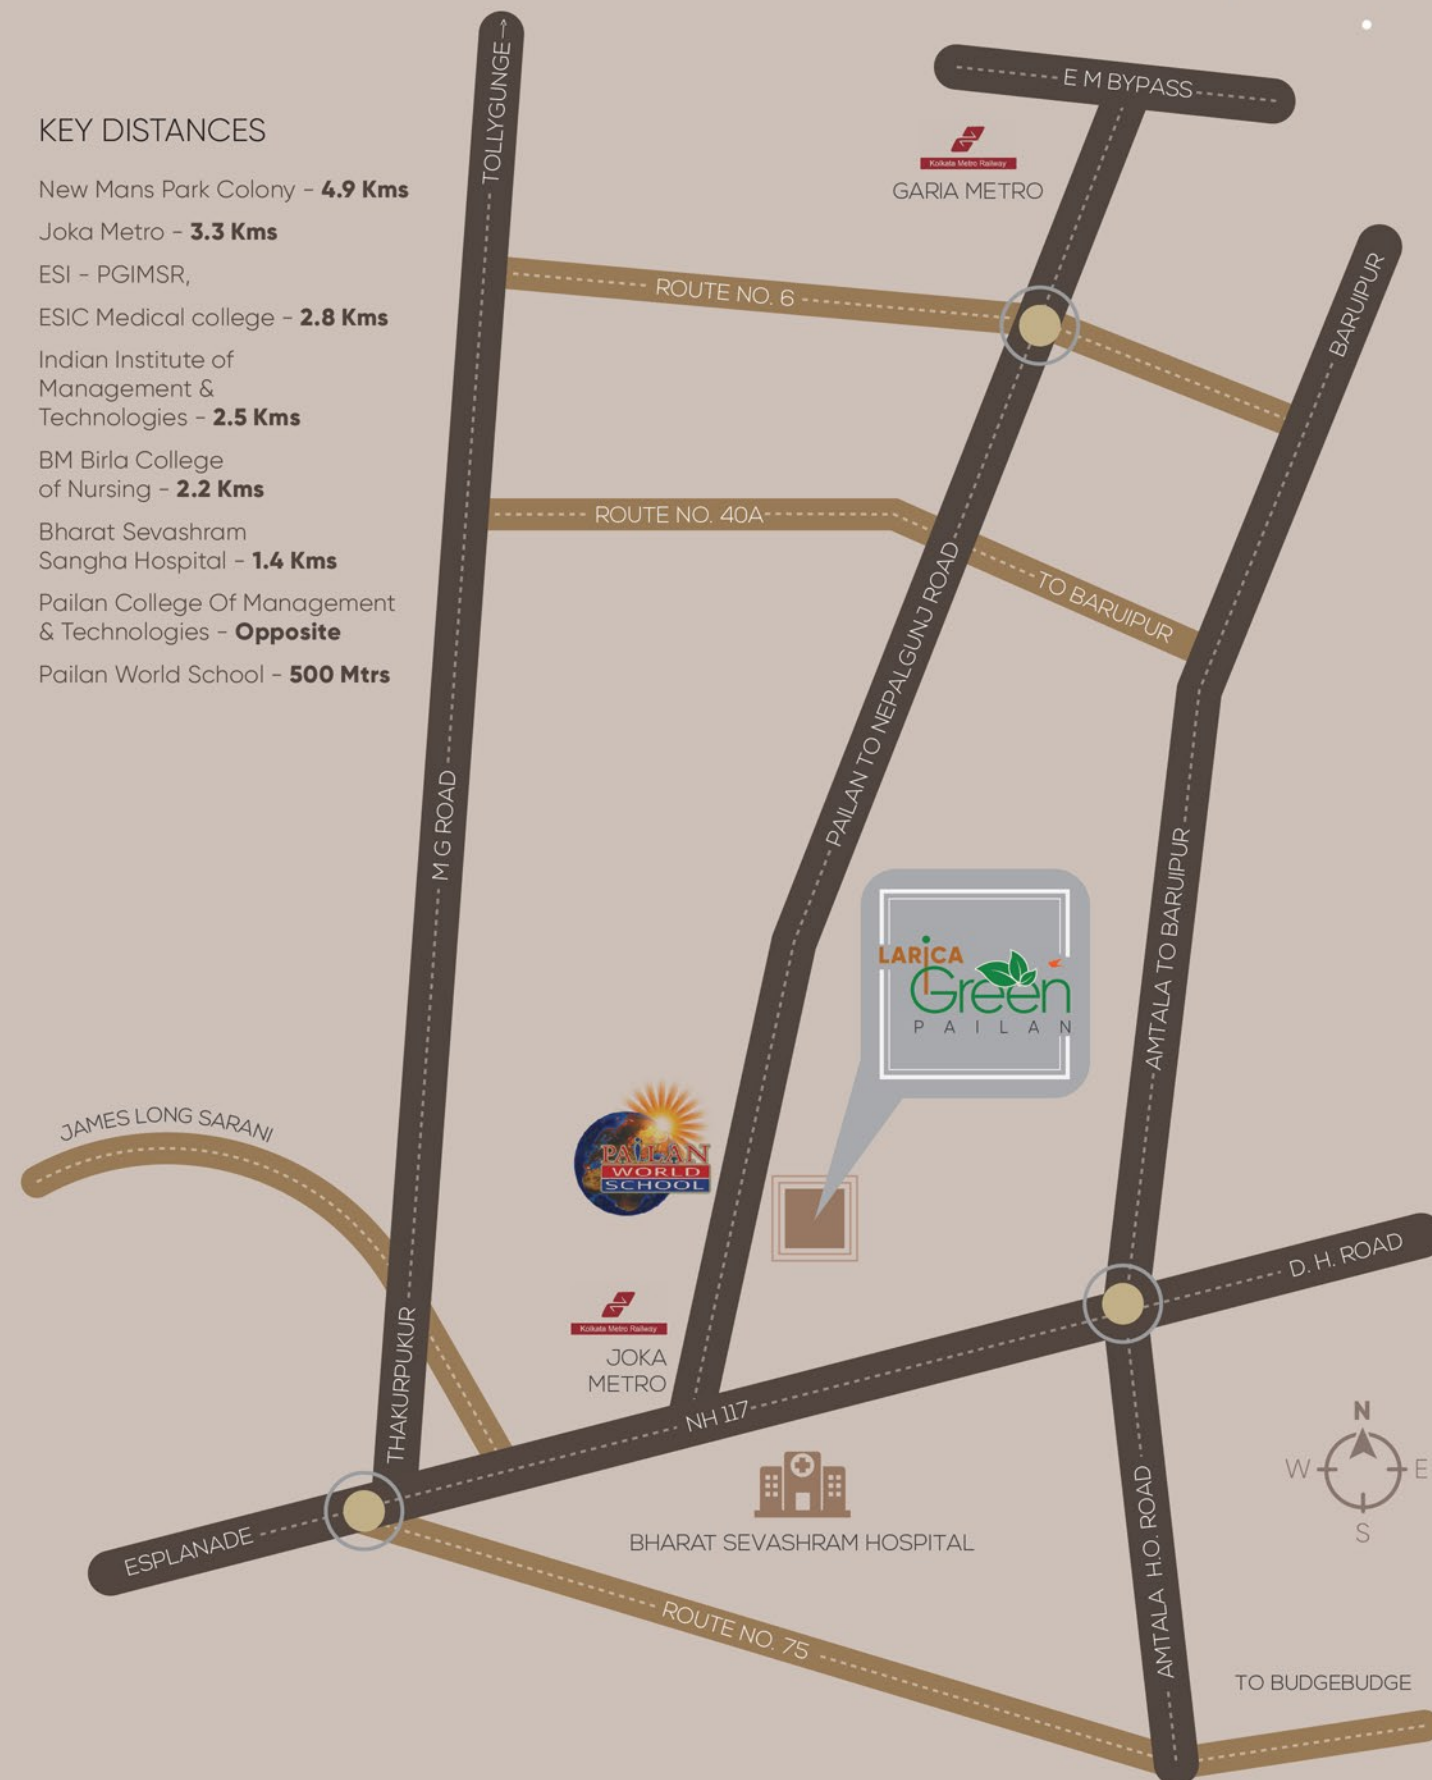 KEY DISTANCES
New Mans Park Colony - 4.9 Kms
Joka Metro - 3.3 Kms
ESI - PGIMSR,
ESIC Medical college - 2.8 Kms
Indian Institute of
Management &
Technologies - 2.5 Kms
BM Birla College
of Nursing - 2.2 Kms
Bharat Sevashram
Sangha Hospital - 1.4 Kms
Pailan College Of Management
& Technologies - Opposite
Pailan World School - 500 Mtrs
TOLLYGUNGE
E M BYPASS
Kolkata Metro Railway
GARIA METRO
ROUTE NO. 6
BARUIPUR
ROUTE NO. 40A
TO BARUIPUR
PAILAN TO NEPALGUNJ ROAD
M G ROAD
AMTALA TO BARUIPUR
LARICA
Green
PAILAN
JAMES LONG SARANI
PAILAN
WORLD
SCHOOL
D. H. ROAD
Kolkata Metro Railway
JOKA
METRO
THAKURPUKUR
NH 117
N
W
E
S
BHARAT SEVASHRAM HOSPITAL
ESPLANADE
AMTALA H.O. ROAD
ROUTE NO. 75
TO BUDGEBUDGE